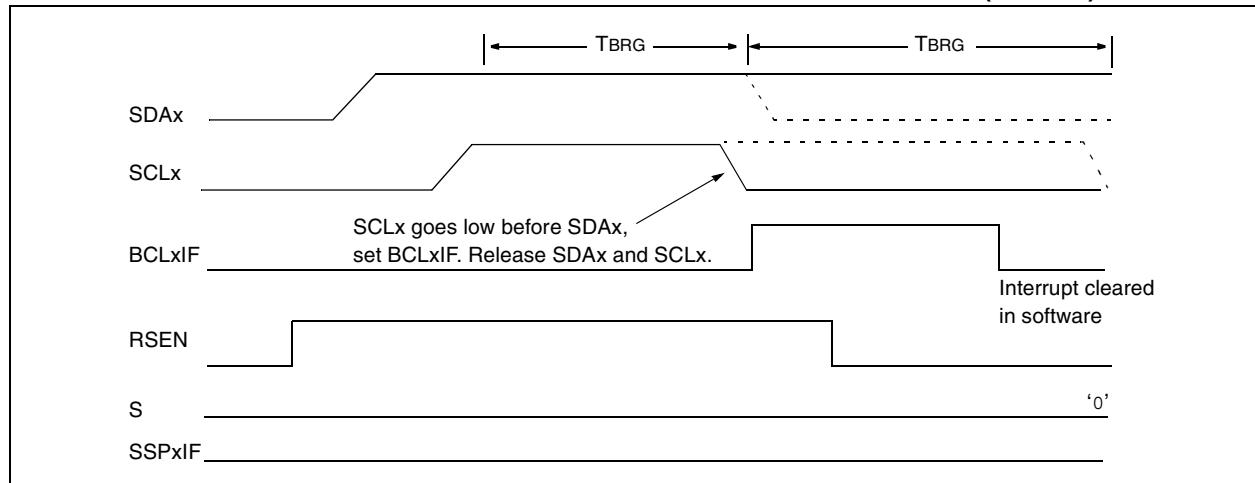 TBRG TBRG
SDAx
SCLx
SCLx goes low before SDAx,
set BCLxIF. Release SDAx and SCLx.
BCLxIF
Interrupt cleared
in software
RSEN
S
‘0’
SSPxIF